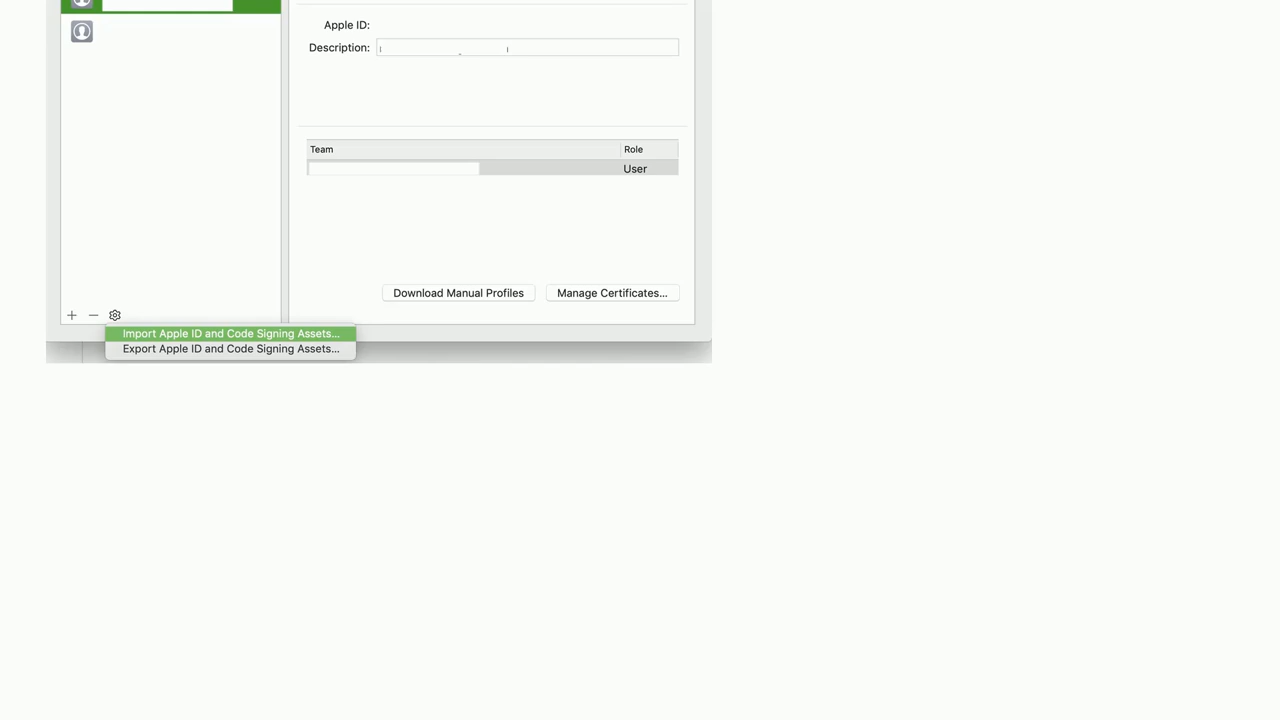 Apple ID:
Description:
Team Role
User
Download Manual Profiles Manage Certificates...
Import Apple ID and Code Signing Assets...
Export Apple ID and Code Signing Assets...